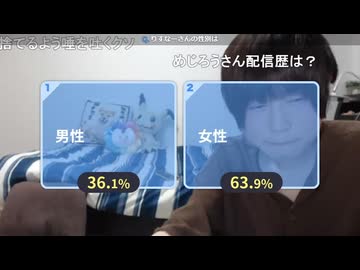 りすなーさんの性別は
捨てるよう唾を吐くクソ
めじろうさん配信歴は？
1
男性
36.1%
2
女性
63.9%